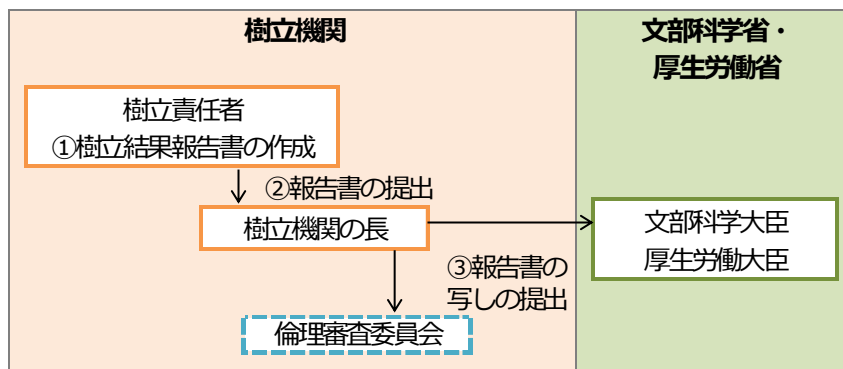 樹立機関
文部科学省・
厚生労働省
樹立責任者
①樹立結果報告書の作成
②報告書の提出
樹立機関の長
文部科学大臣
厚生労働大臣
③報告書の
写しの提出
倫理審査委員会